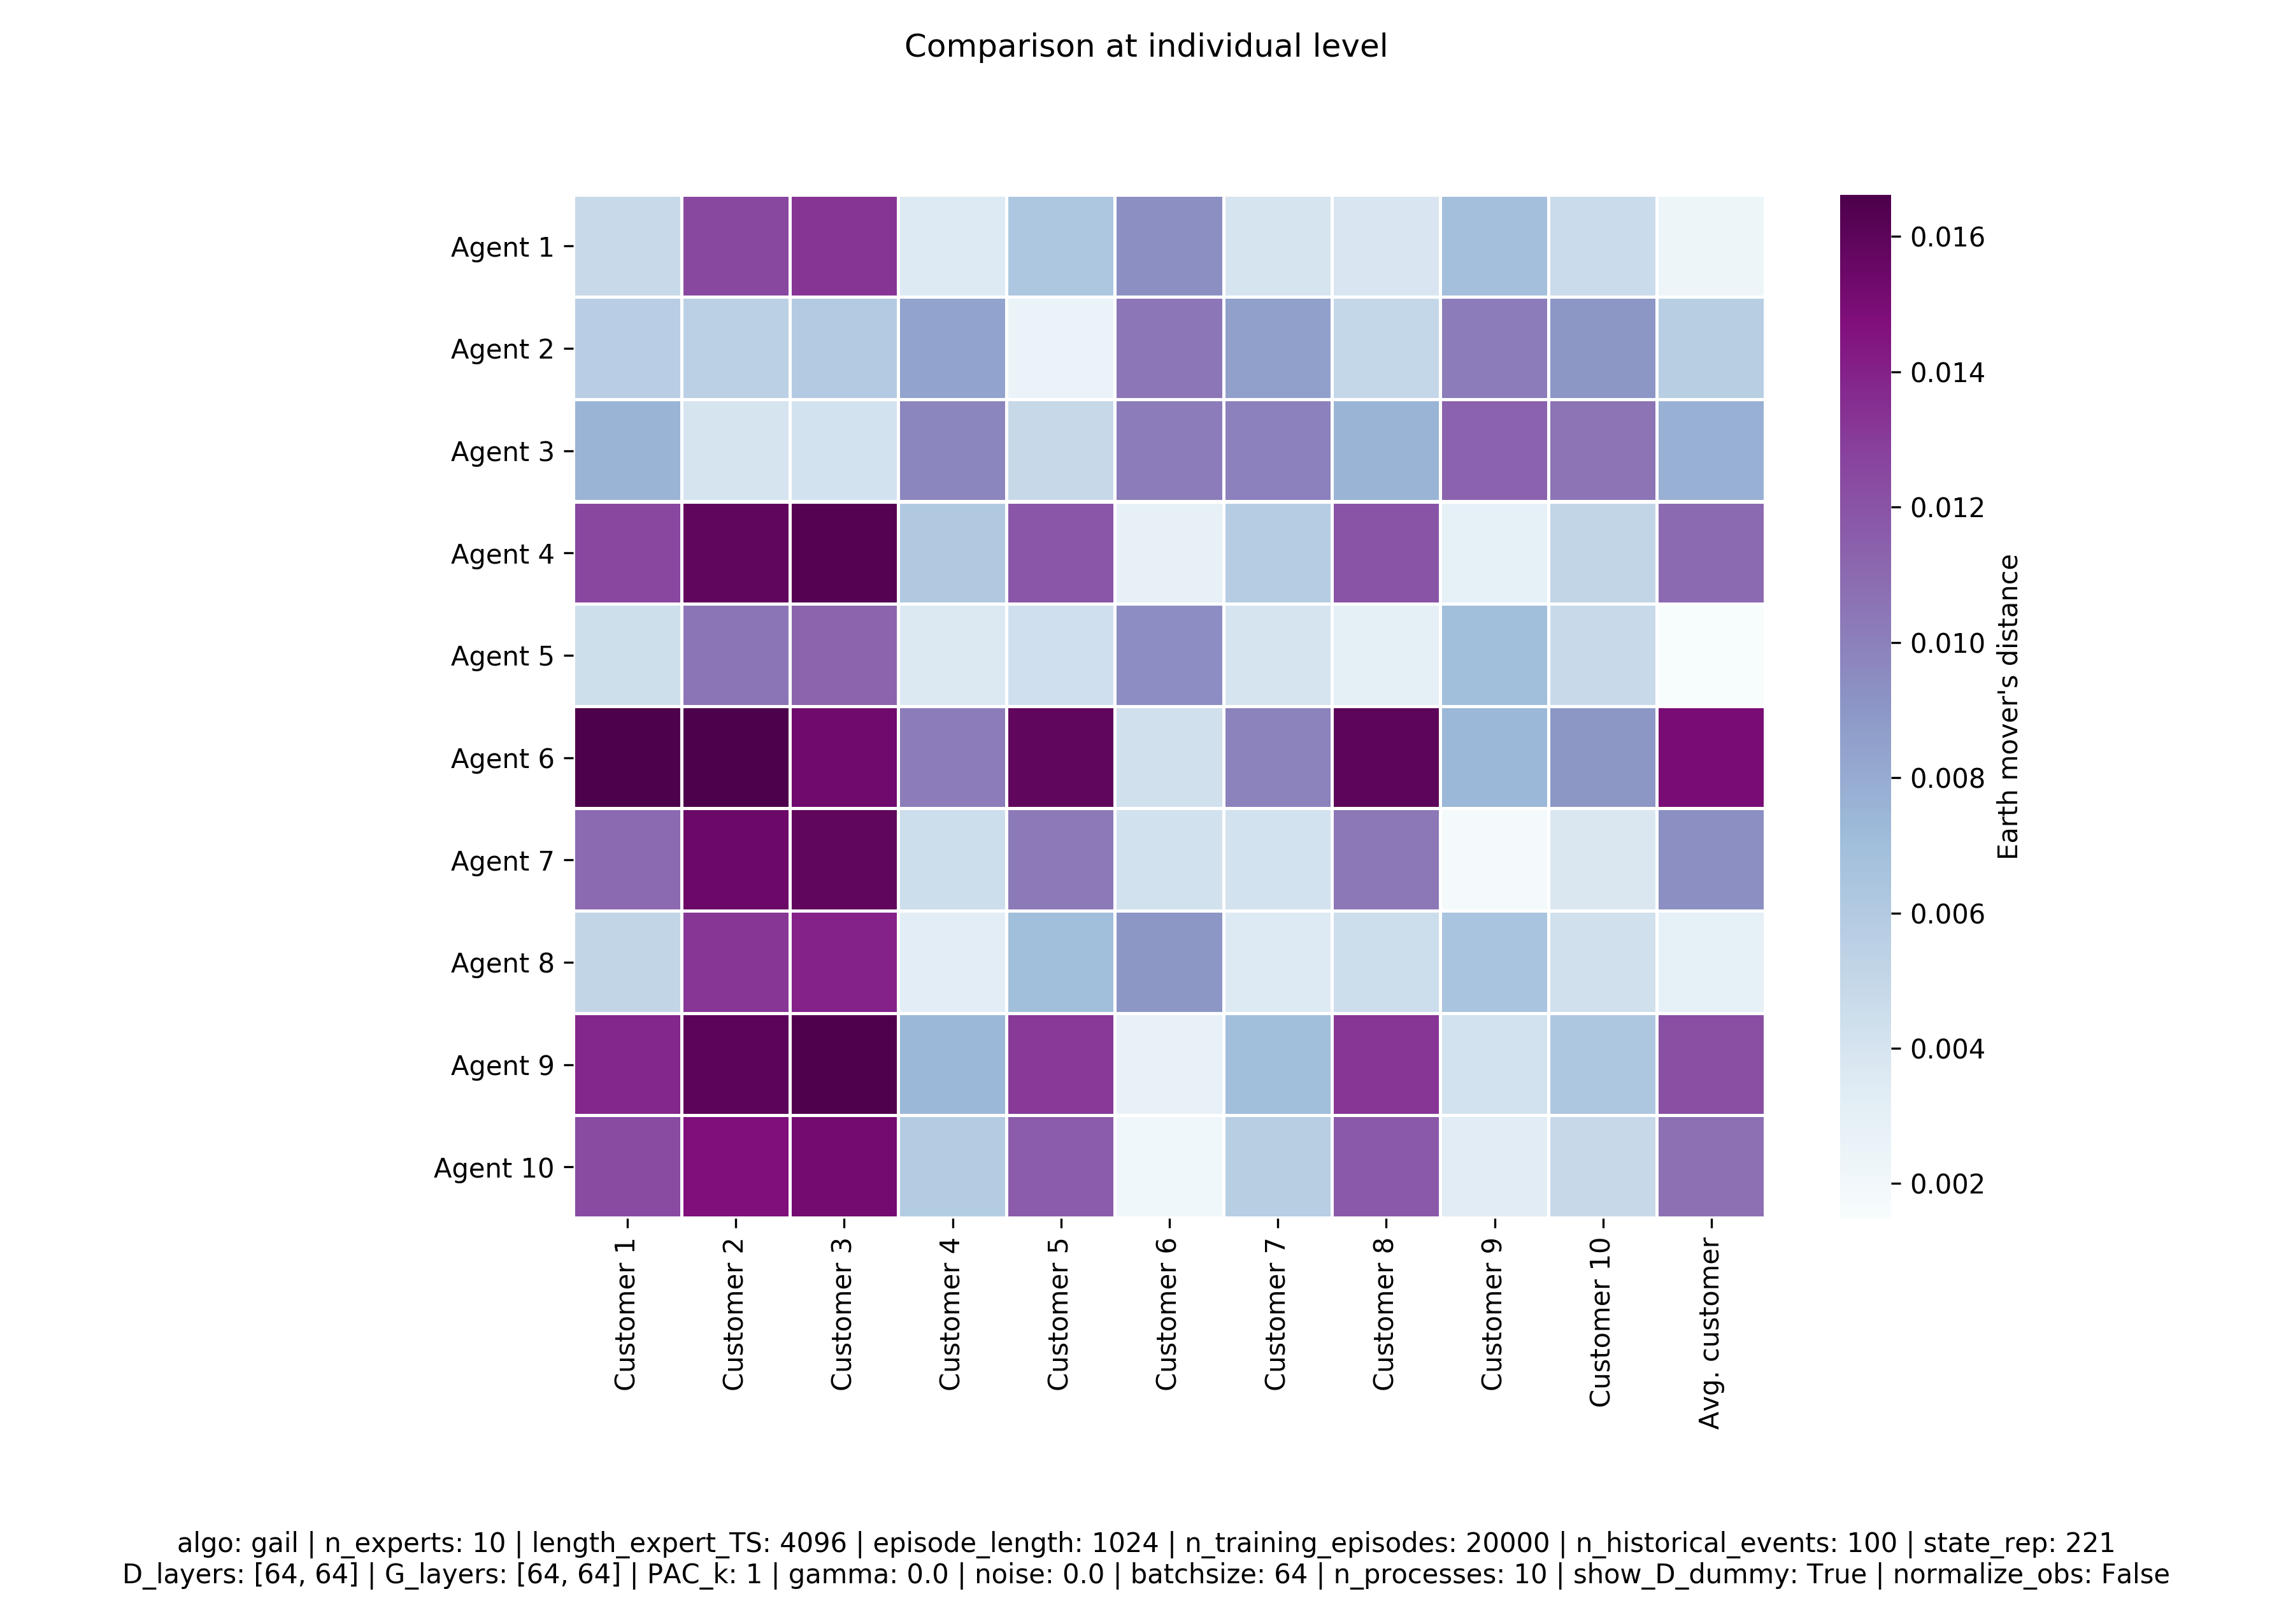 Comparison at individual level
Agent 1
Agent 2
Agent 3
Agent 4
Agent 5
Agent 6
Agent 7
Agent 8
Agent 9
Agent 10
Customer 1
Customer 2
Customer 3
Customer 4
Customer 5
Customer 6
Customer 7
Customer 8
Customer 9
Customer 10
Avg. customer
0.016
0.014
0.012
0.010
0.008
0.006
0.004
0.002
Earth mover's distance
algo: gail | n_experts: 10 | length_expert_TS: 4096 | episode_length: 1024 | n_training_episodes: 20000 | n_historical_events: 100 | state_rep: 221
D_layers: [64, 64] | G_layers: [64, 64] | PAC_k: 1 | gamma: 0.0 | noise: 0.0 | batchsize: 64 | n_processes: 10 | show_D_dummy: True | normalize_obs: False